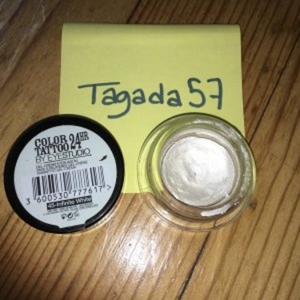 Tagada57
COLOR 24HR
TATTOO
BY EYESTUDIO
3 600530 777617
45-Infinite White